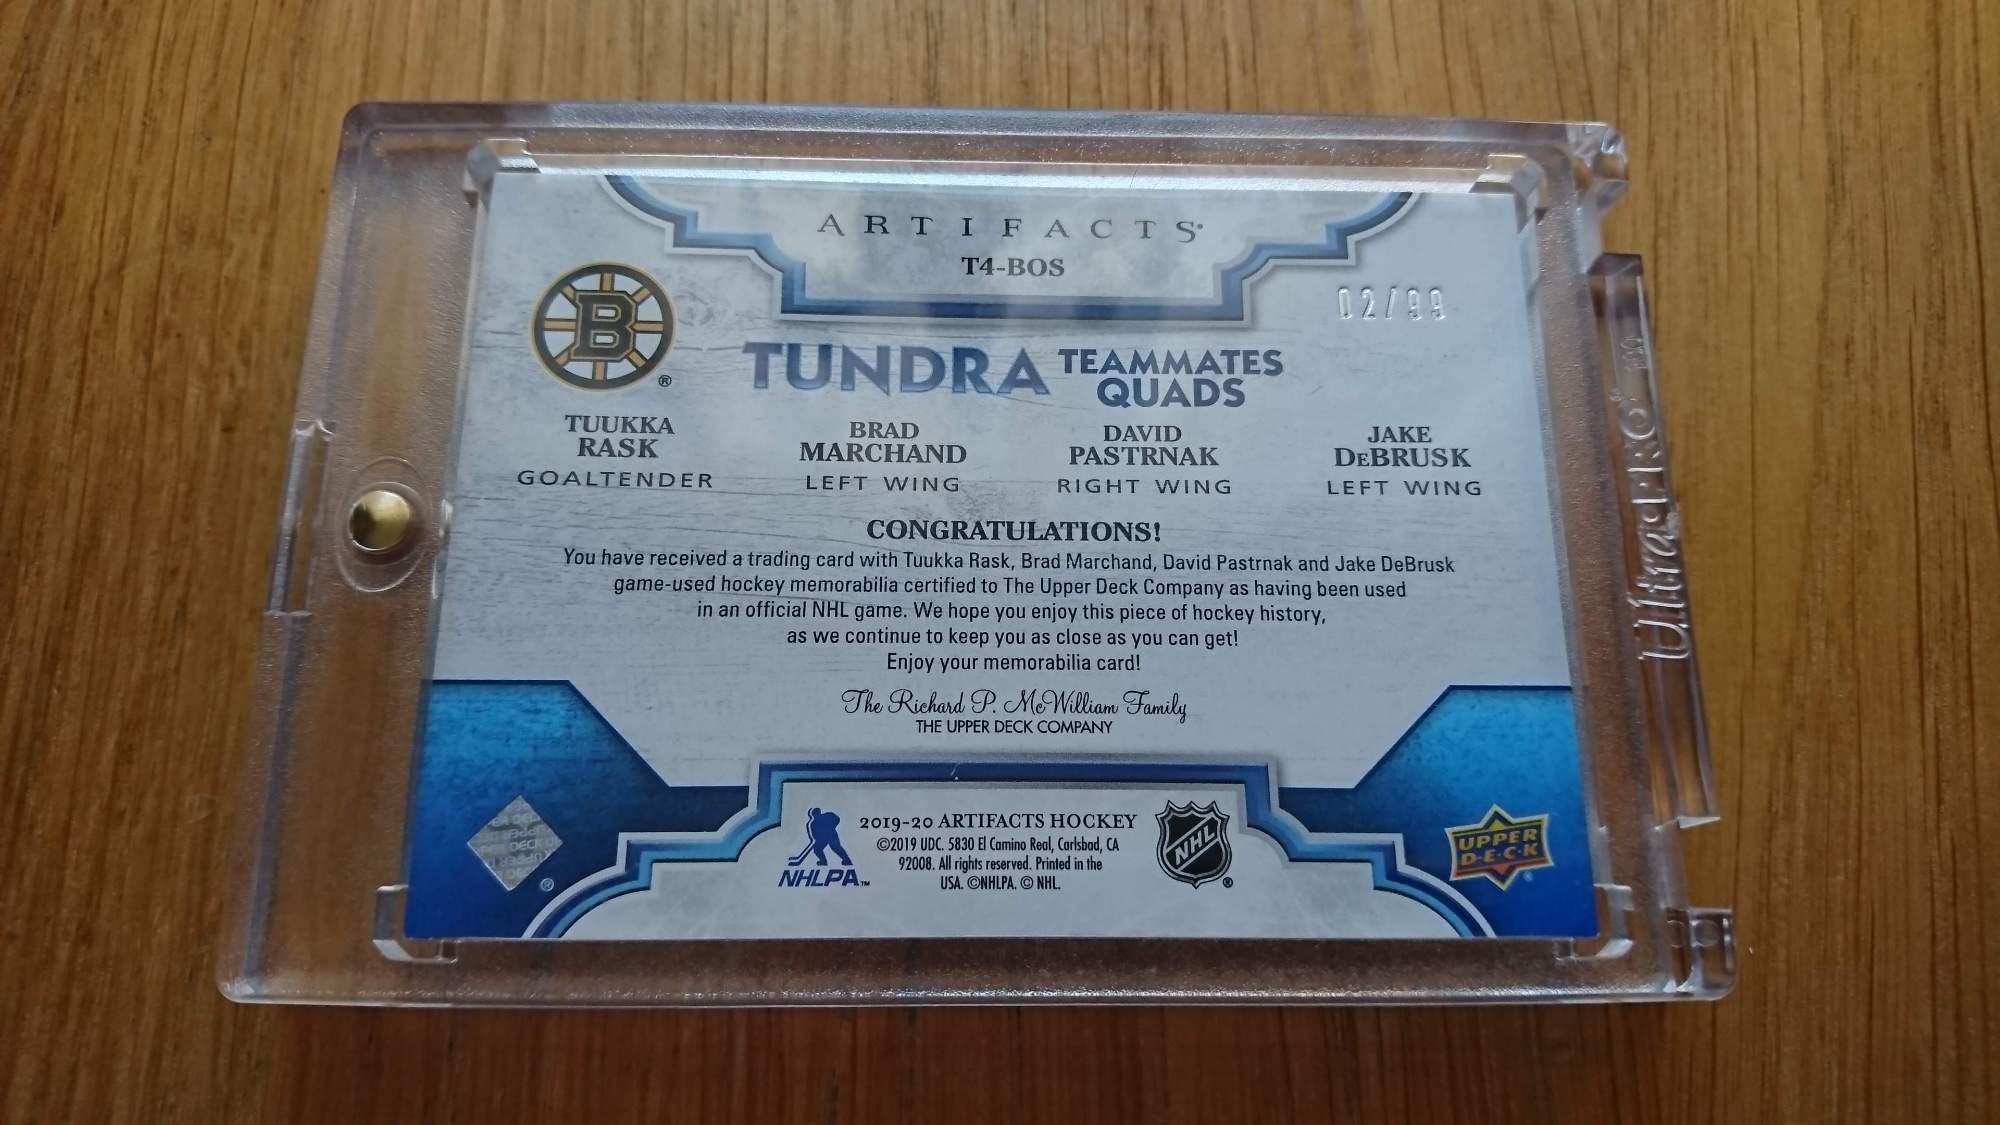 ARTIFACTS
T4-BOS
02/99
B
®
TUNDRA TEAMMATES QUADS
TUUKKA
RASK
GOALTENDER
BRAD
MARCHAND
LEFT WING
DAVID
PASTRNAK
RIGHT WING
JAKE
DeBRUSK
LEFT WING
CONGRATULATIONS!
You have received a trading card with Tuukka Rask, Brad Marchand, David Pastrnak and Jake DeBrusk
game-used hockey memorabilia certified to The Upper Deck Company as having been used
in an official NHL game. We hope you enjoy this piece of hockey history,
as we continue to keep you as close as you can get!
Enjoy your memorabilia card!
The Richard P. McWilliam Family
THE UPPER DECK COMPANY
2019-20 ARTIFACTS HOCKEY
©2019 UDC. 5830 El Camino Real, Carlsbad, CA
92008. All rights reserved. Printed in the
USA. ©NHLPA. © NHL.
NHLPA™
NHL
®
UPPER
D·E·C·K
®
UltraPRO